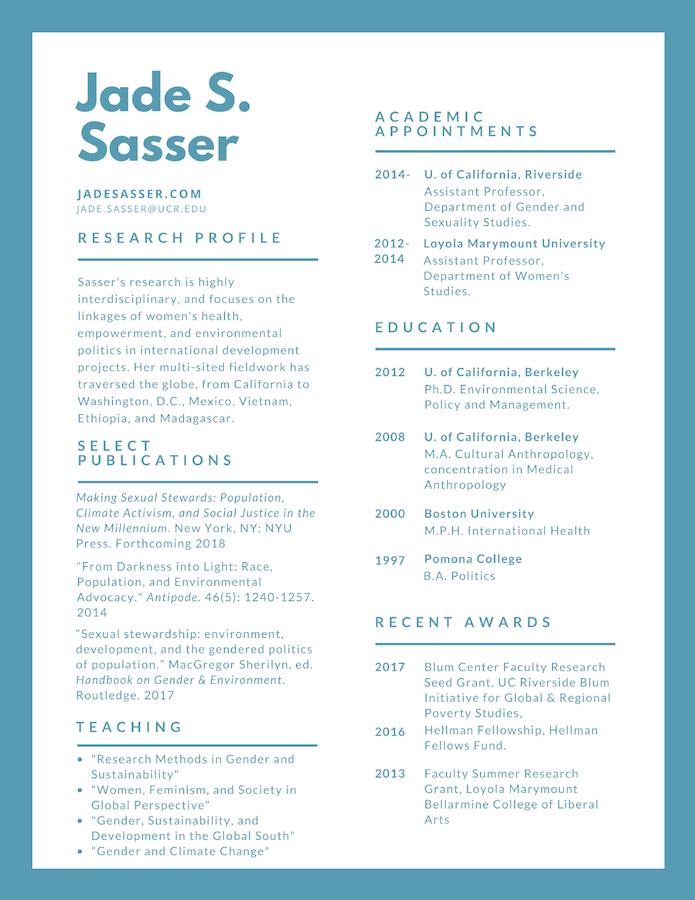 Jade S.
Sasser
JADESASSER.COM
JADE.SASSER@UCR.EDU
RESEARCH PROFILE
Sasser's research is highly
interdisciplinary, and focuses on the
linkages of women's health,
empowerment, and environmental
politics in international development
projects. Her multi-sited fieldwork has
traversed the globe, from California to
Washington, D.C., Mexico, Vietnam,
Ethiopia, and Madagascar.
SELECT
PUBLICATIONS
Making Sexual Stewards: Population,
Climate Activism, and Social Justice in the
New Millennium. New York, NY: NYU
Press. Forthcoming 2018
"From Darkness into Light: Race,
Population, and Environmental
Advocacy." Antipode. 46(5): 1240-1257.
2014
"Sexual stewardship: environment,
development, and the gendered politics
of population." MacGregor Sherilyn, ed.
Handbook on Gender & Environment.
Routledge. 2017
TEACHING
• "Research Methods in Gender and
Sustainability"
• "Women, Feminism, and Society in
Global Perspective"
• "Gender, Sustainability, and
Development in the Global South"
• "Gender and Climate Change"
ACADEMIC
APPOINTMENTS
2014- U. of California, Riverside
Assistant Professor,
Department of Gender and
Sexuality Studies.
2012- Loyola Marymount University
2014 Assistant Professor,
Department of Women's
Studies.
EDUCATION
2012 U. of California, Berkeley
Ph.D. Environmental Science,
Policy and Management.
2008 U. of California, Berkeley
M.A. Cultural Anthropology,
concentration in Medical
Anthropology
2000 Boston University
M.P.H. International Health
1997 Pomona College
B.A. Politics
RECENT AWARDS
2017 Blum Center Faculty Research
Seed Grant, UC Riverside Blum
Initiative for Global & Regional
Poverty Studies,
2016 Hellman Fellowship, Hellman
Fellows Fund.
2013 Faculty Summer Research
Grant, Loyola Marymount
Bellarmine College of Liberal
Arts